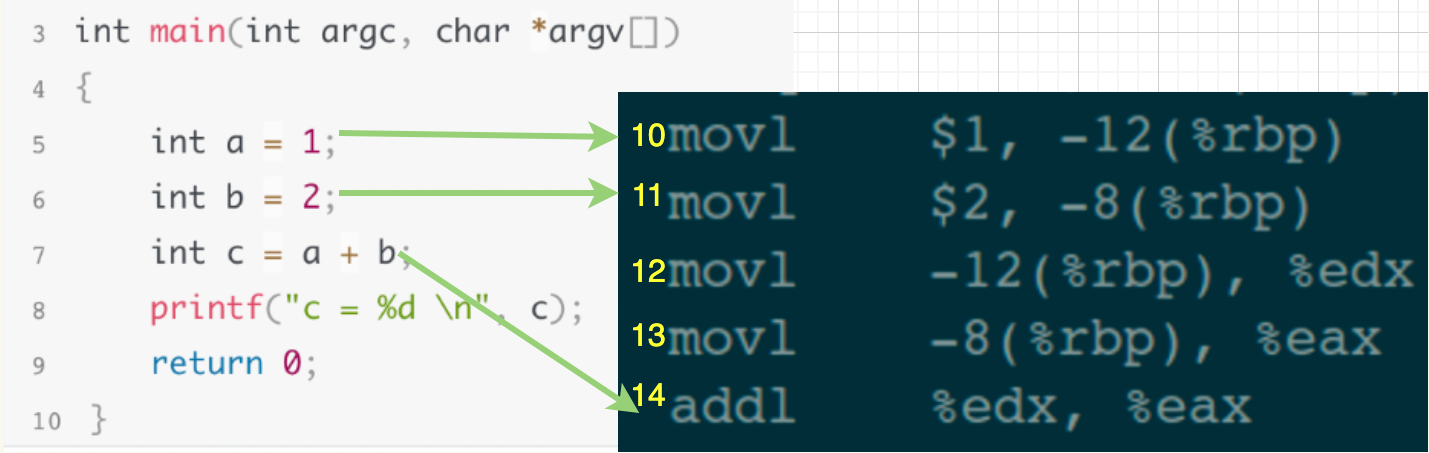 3 int main(int argc, char *argv[])
4 {
5 int a = 1;
6 int b = 2;
7 int c = a + b;
8 printf("c = %d \n", c);
9 return 0;
10 }
10 movl $1, -12(%rbp)
11 movl $2, -8(%rbp)
12 movl -12(%rbp), %edx
13 movl -8(%rbp), %eax
14 addl %edx, %eax